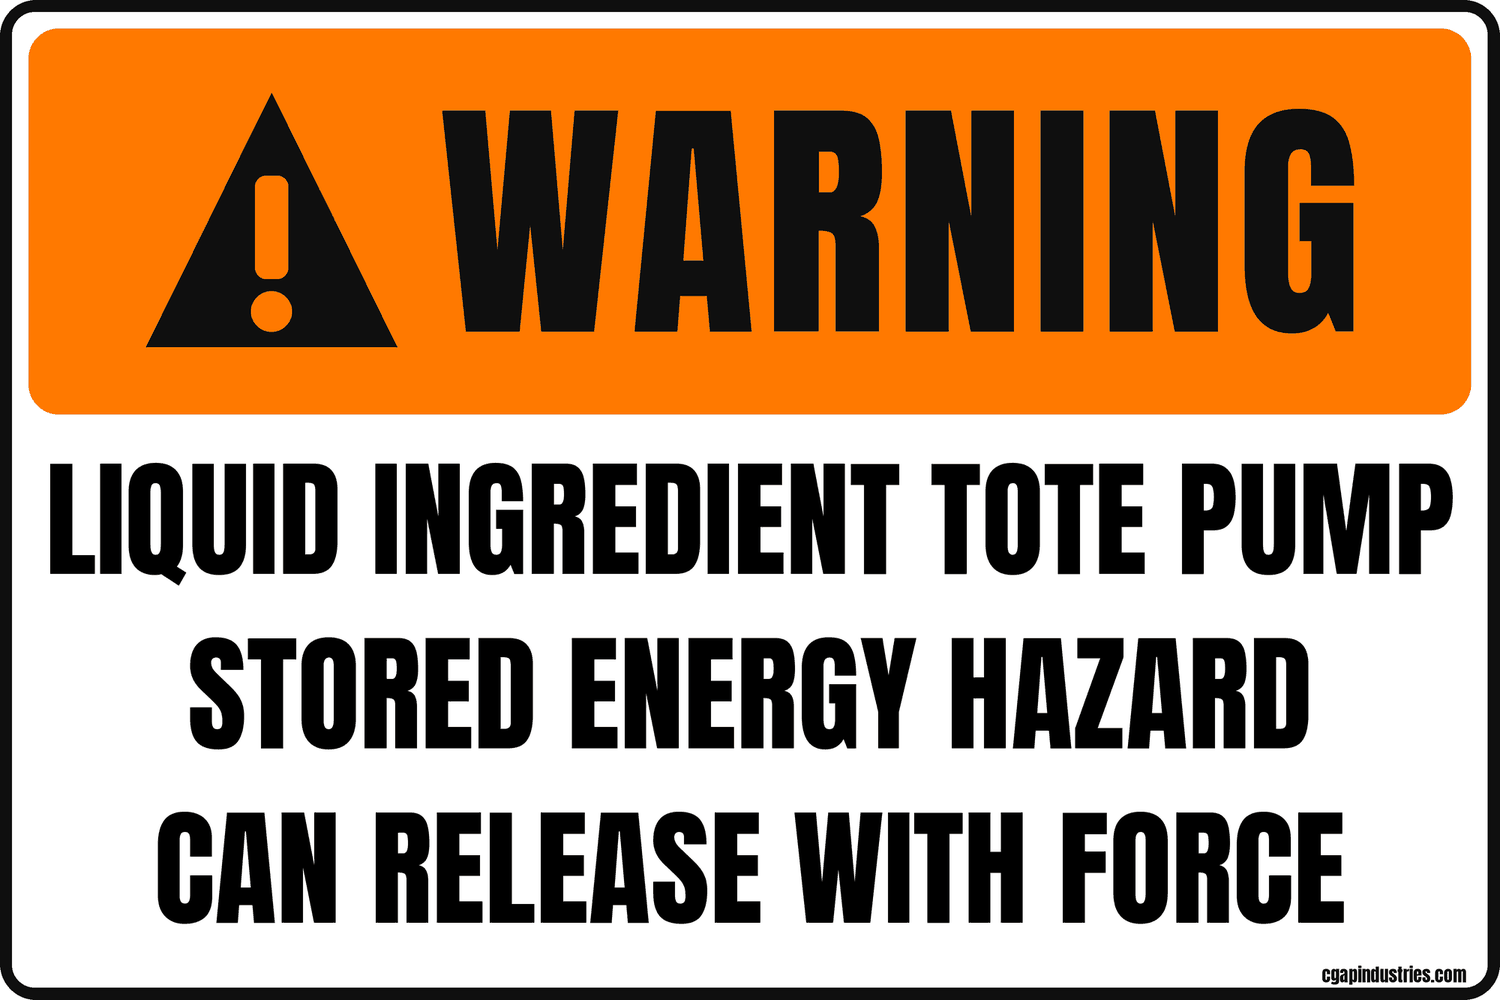 WARNING
LIQUID INGREDIENT TOTE PUMP
STORED ENERGY HAZARD
CAN RELEASE WITH FORCE
cgapindustries.com